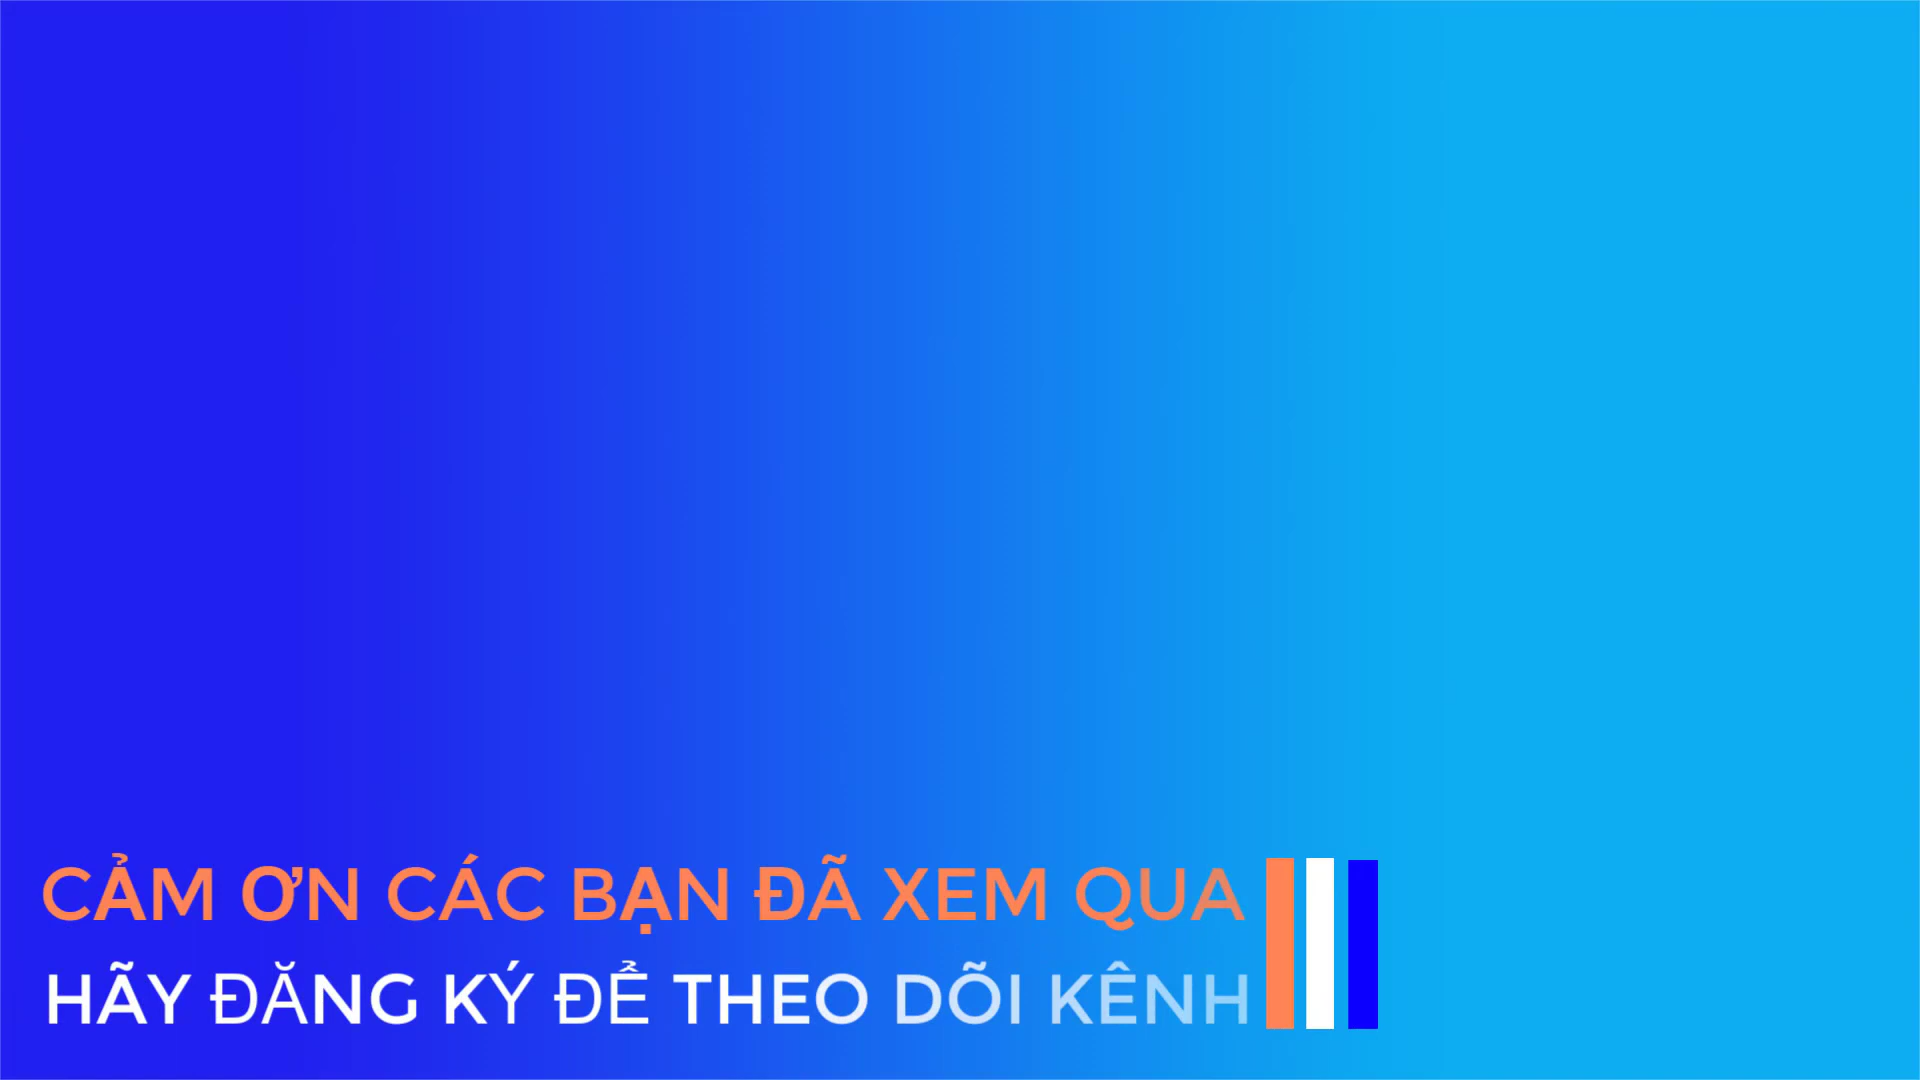 CẢM ƠN CÁC BẠN ĐÃ XEM QUA
HÃY ĐĂNG KÝ ĐỂ THEO DÕI KÊNH